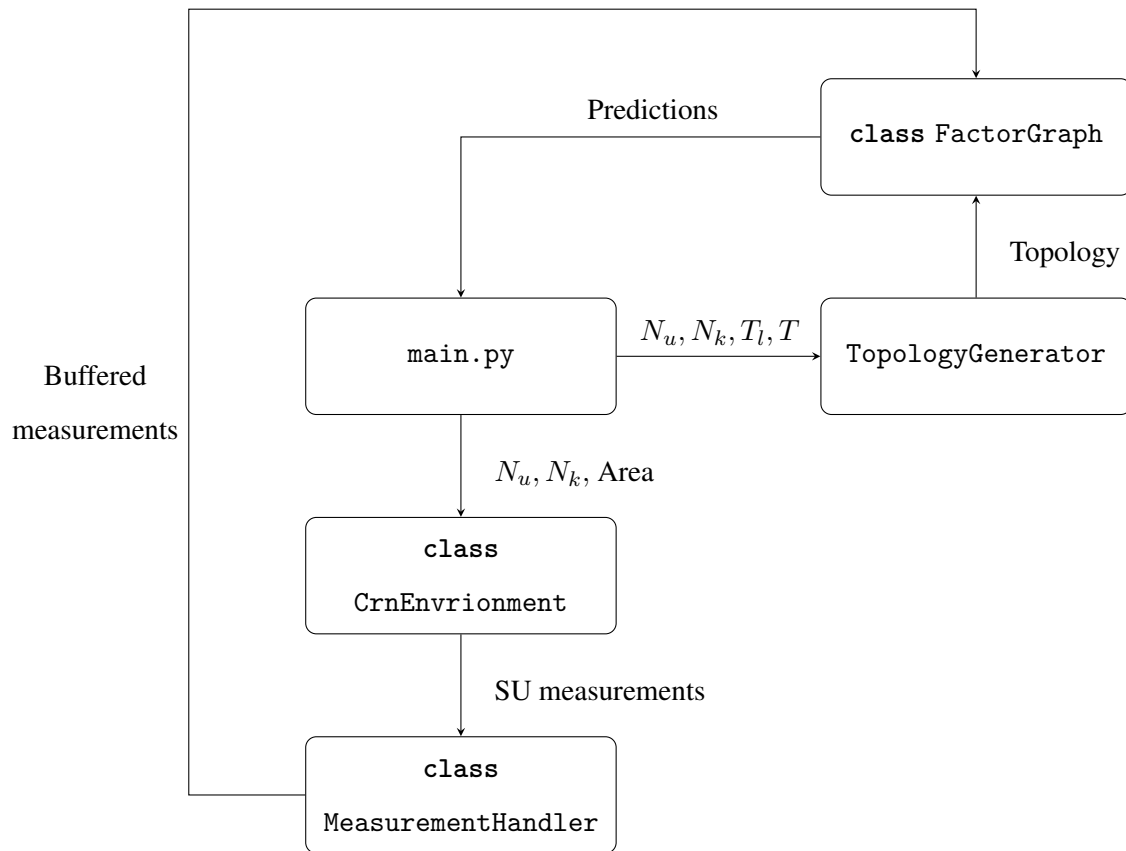 Predictions
class FactorGraph
Topology
main.py
N_u, N_k, T_l, T
TopologyGenerator
Buffered
measurements
N_u, N_k, Area
class
CrnEnvrionment
SU measurements
class
MeasurementHandler